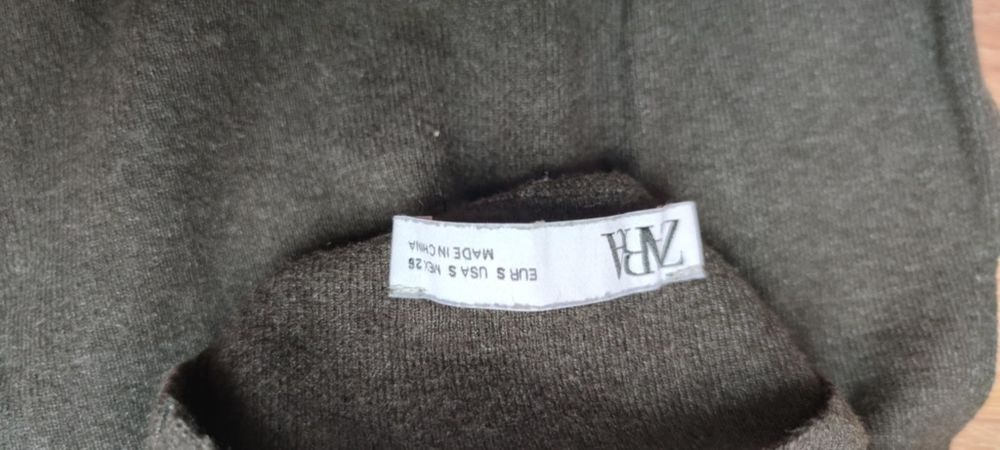 ZARA
EUR S USA S MEX 26
MADE IN CHINA